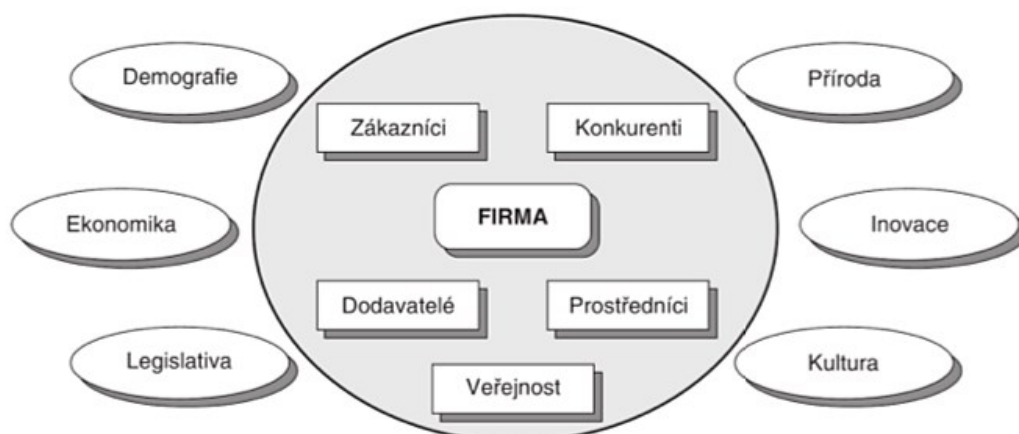 Demografie
Příroda
Zákazníci
Konkurenti
Ekonomika
FIRMA
Inovace
Dodavatelé
Prostředníci
Legislativa
Kultura
Veřejnost